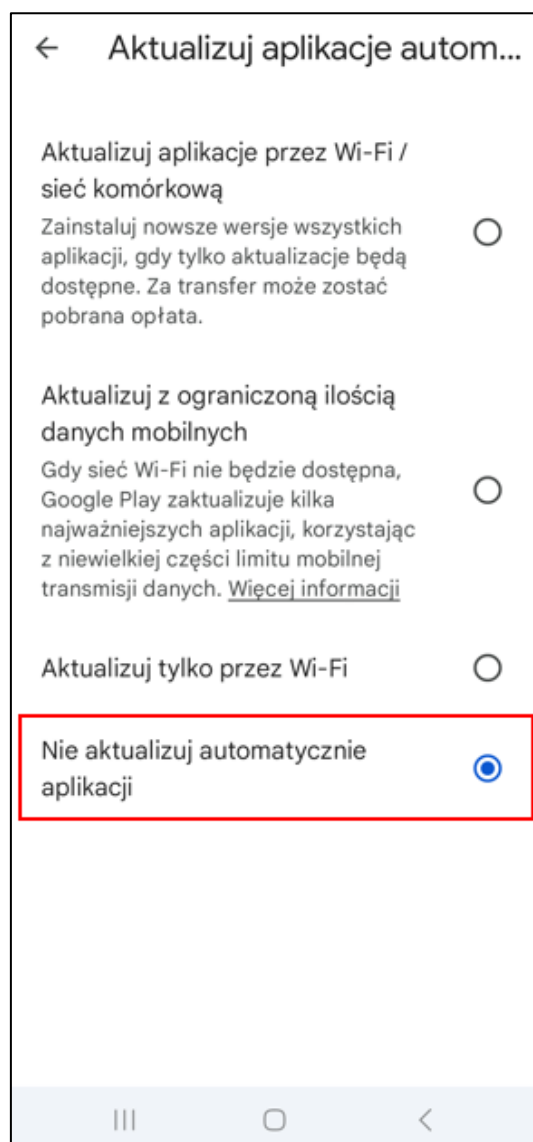 Aktualizuj aplikacje autom...
Aktualizuj aplikacje przez Wi-Fi /
sieć komórkową
Zainstaluj nowsze wersje wszystkich
aplikacji, gdy tylko aktualizacje będą
dostępne. Za transfer może zostać
pobrana opłata.
Aktualizuj z ograniczoną ilością
danych mobilnych
Gdy sieć Wi-Fi nie będzie dostępna,
Google Play zaktualizuje kilka
najważniejszych aplikacji, korzystając
z niewielkiej części limitu mobilnej
transmisji danych. Więcej informacji
Aktualizuj tylko przez Wi-Fi
Nie aktualizuj automatycznie
aplikacji